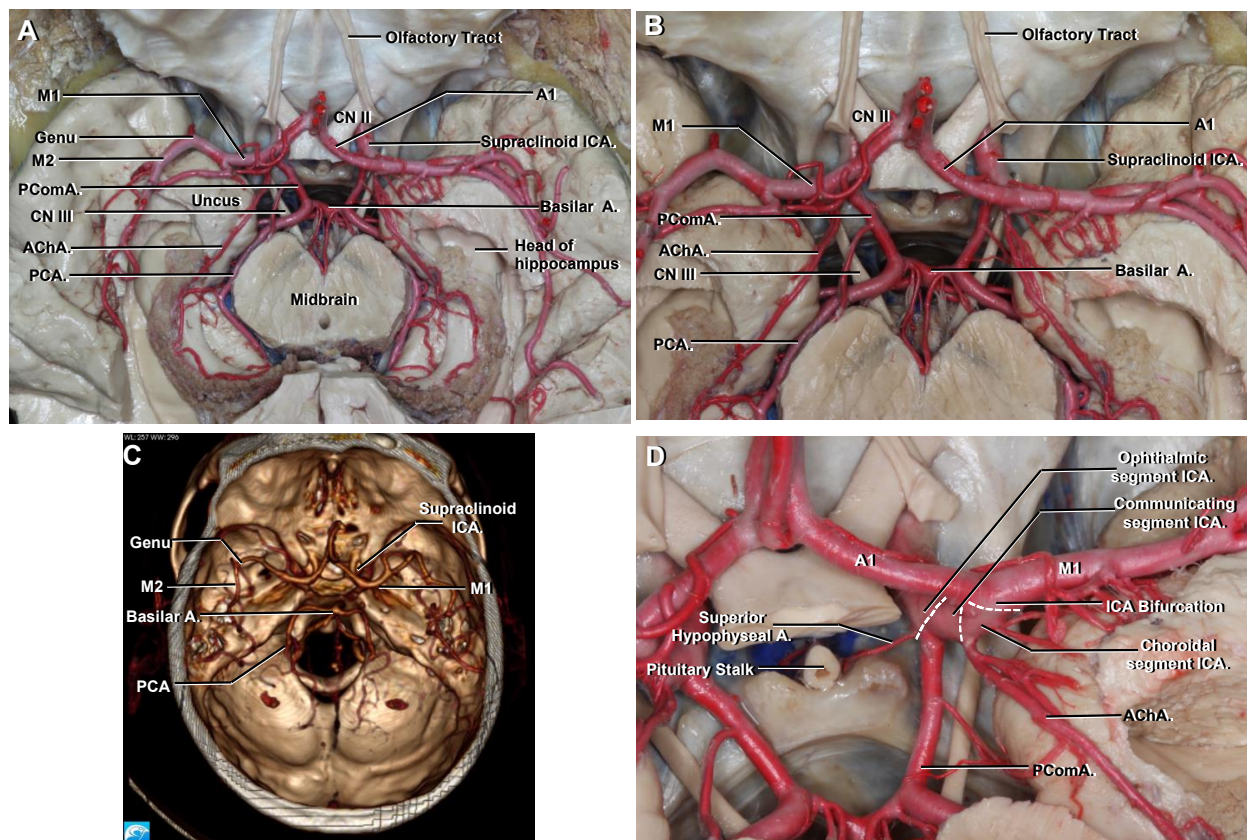 A
Olfactory Tract
M1
CN II
A1
Genu
Supraclinoid ICA.
M2
PComA.
Uncus
CN III
Basilar A.
AChA.
Head of
hippocampus
PCA.
Midbrain
B
Olfactory Tract
CN II
M1
A1
Supraclinoid ICA.
PComA.
AChA.
CN III
Basilar A.
PCA.
WL: 257 WW: 296
C
Supraclinoid
ICA.
Genu
M2
M1
Basilar A.
PCA
D
Ophthalmic
segment ICA.
Communicating
segment ICA.
A1
M1
ICA Bifurcation
Superior
Hypophyseal A.
Choroidal
segment ICA.
Pituitary Stalk
AChA.
PComA.